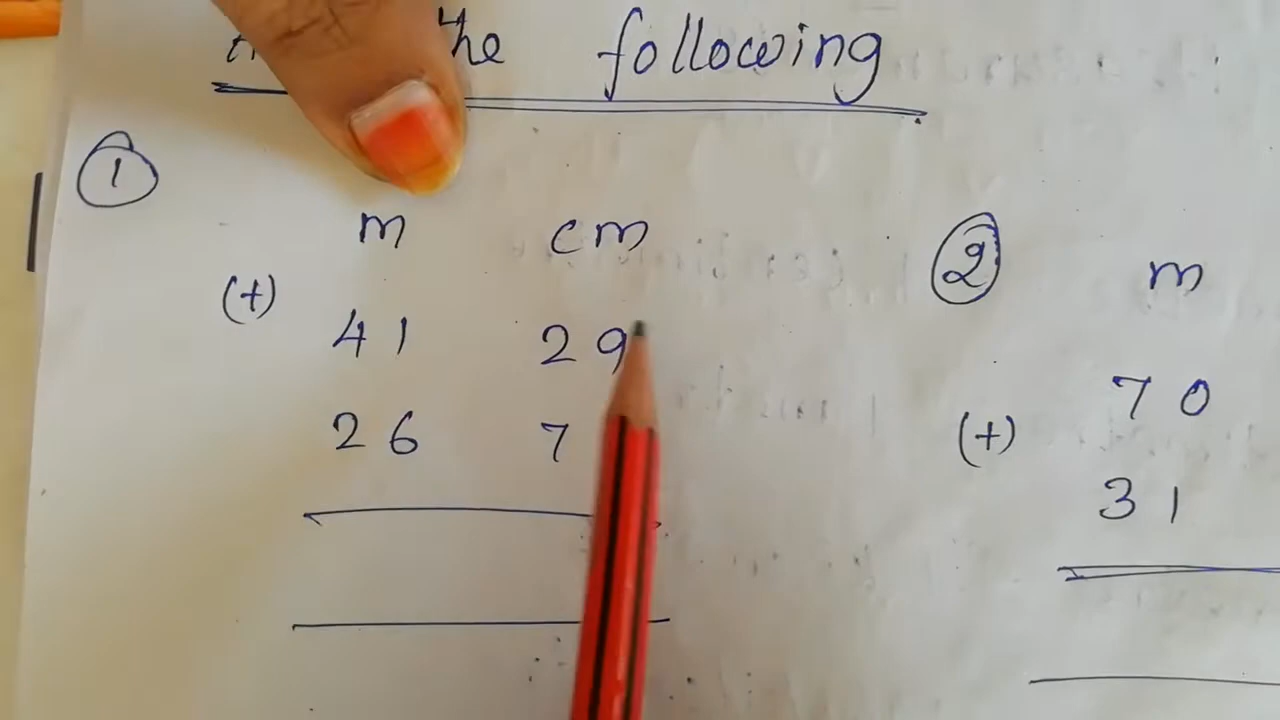 the following
1
m cm
(+)
41 29
26 7
2
m
70
(+)
31